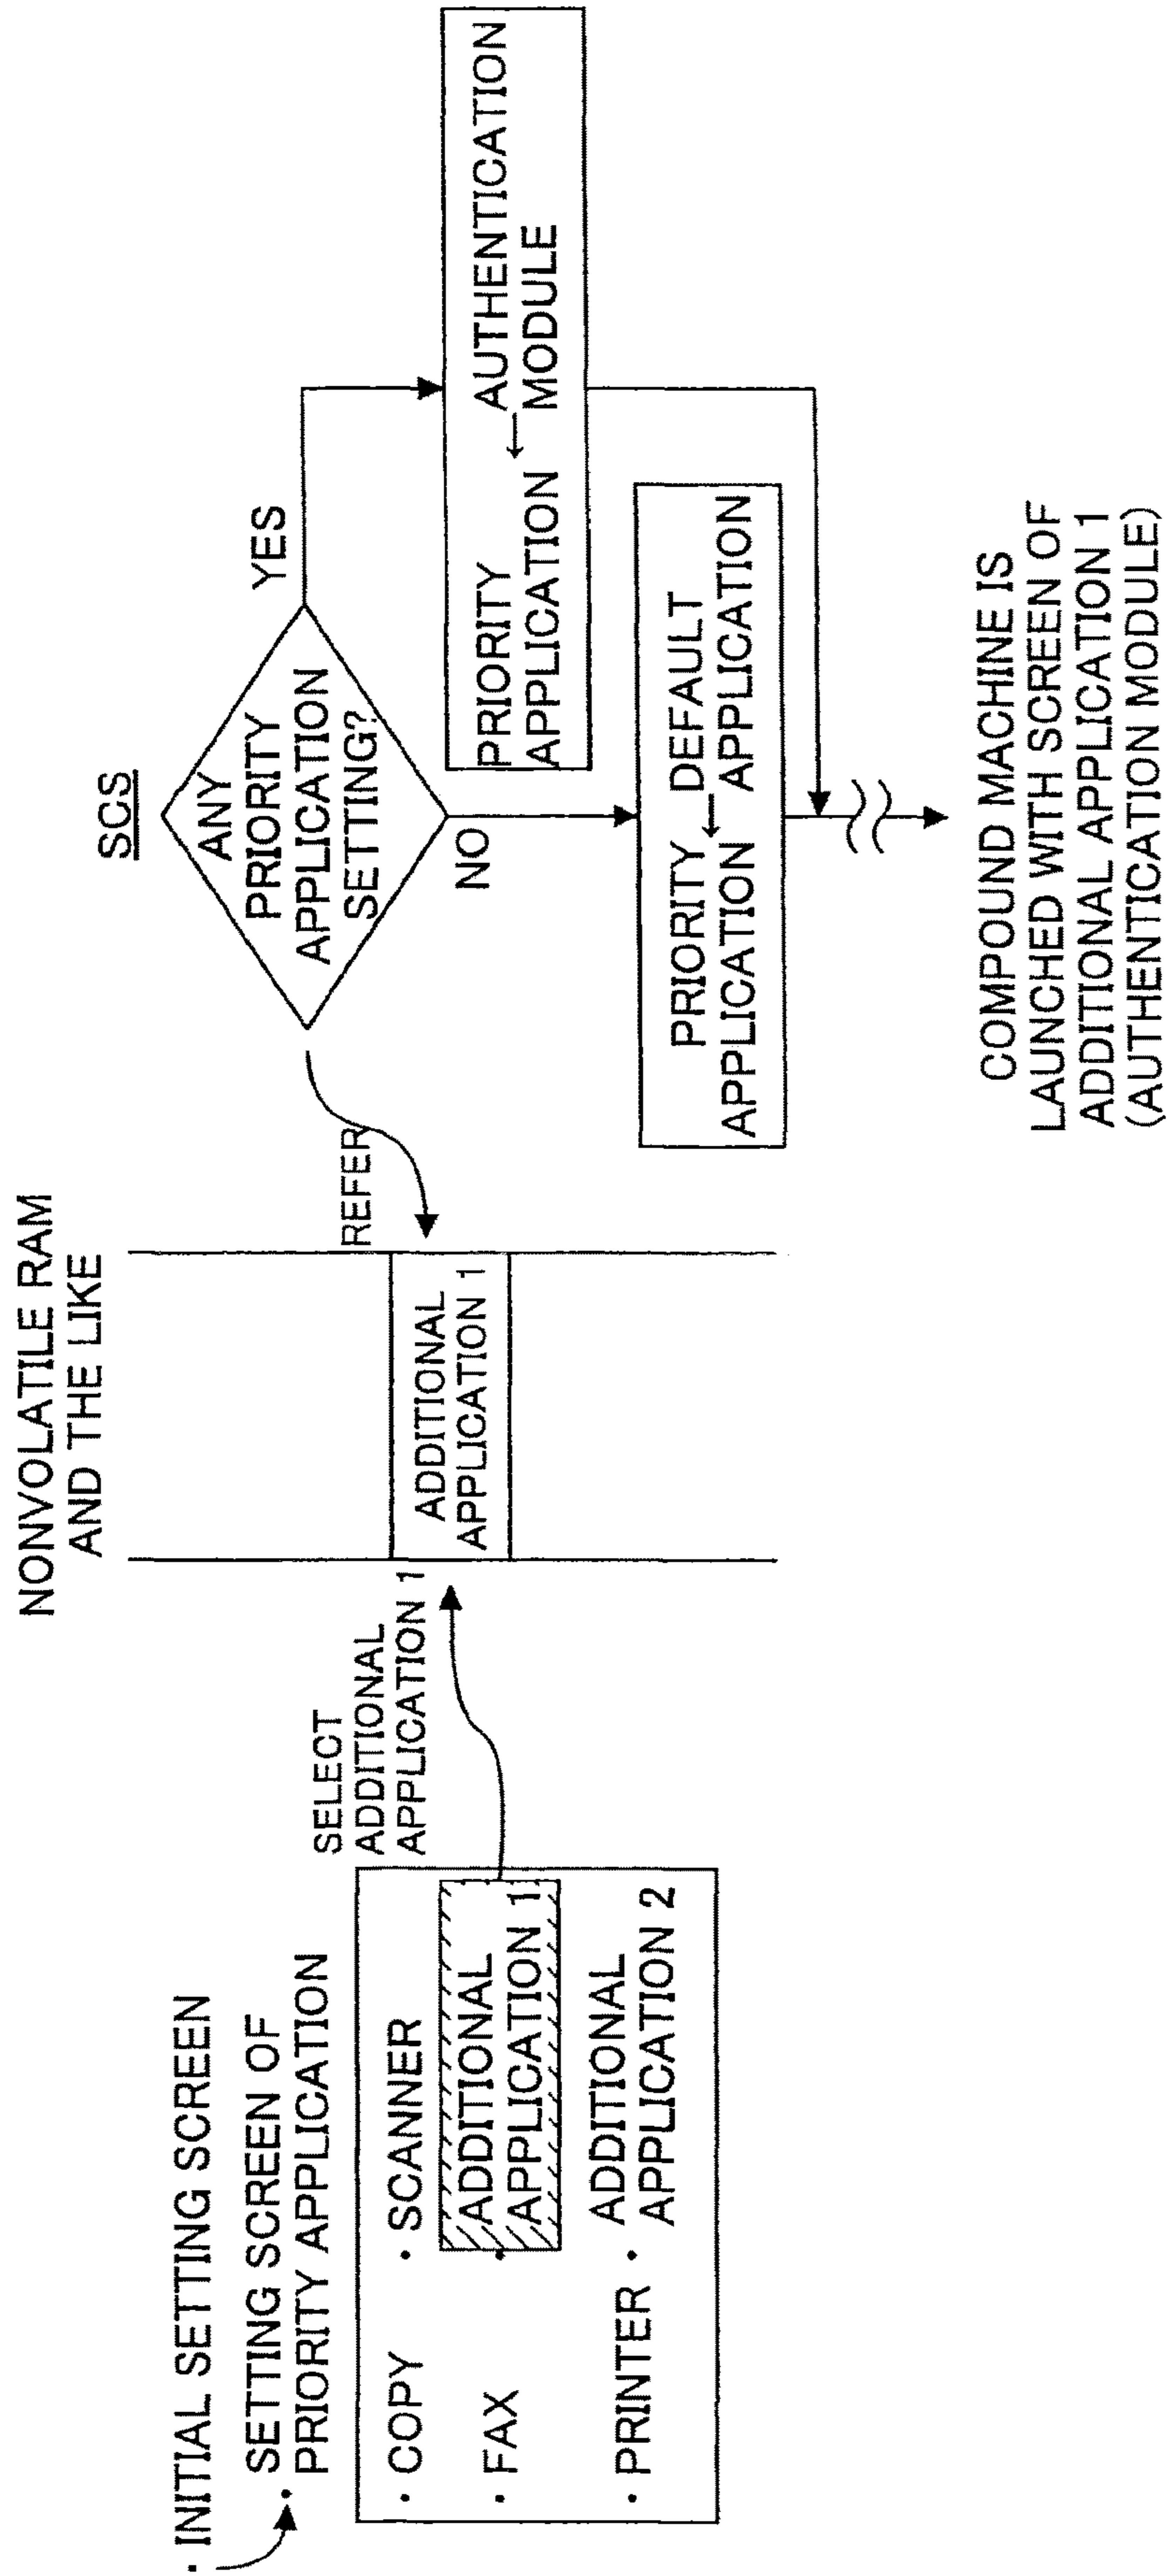 · INITIAL SETTING SCREEN
· SETTING SCREEN OF
PRIORITY APPLICATION
· COPY
· SCANNER
· FAX
· ADDITIONAL
APPLICATION 1
· PRINTER
· ADDITIONAL
APPLICATION 2
SELECT
ADDITIONAL
APPLICATION 1
NONVOLATILE RAM
AND THE LIKE
ADDITIONAL
APPLICATION 1
REFER
SCS
ANY
PRIORITY
APPLICATION
SETTING?
YES
NO
PRIORITY ← AUTHENTICATION
APPLICATION MODULE
PRIORITY ← DEFAULT
APPLICATION APPLICATION
COMPOUND MACHINE IS
LAUNCHED WITH SCREEN OF
ADDITIONAL APPLICATION 1
(AUTHENTICATION MODULE)